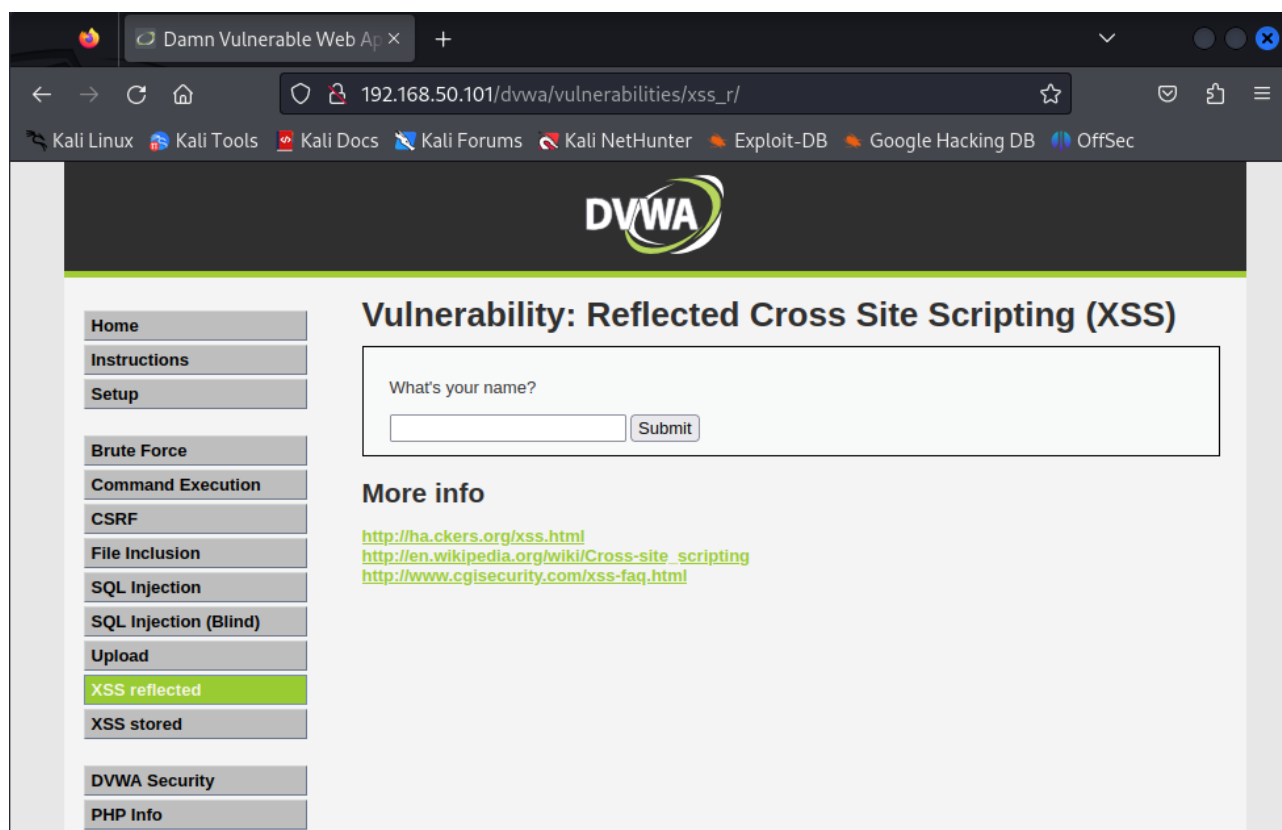 Damn Vulnerable Web Ap
192.168.50.101/dvwa/vulnerabilities/xss_r/
Kali Linux Kali Tools Kali Docs Kali Forums Kali NetHunter Exploit-DB Google Hacking DB OffSec
DVWA
Home
Instructions
Setup
Brute Force
Command Execution
CSRF
File Inclusion
SQL Injection
SQL Injection (Blind)
Upload
XSS reflected
XSS stored
DVWA Security
PHP Info
Vulnerability: Reflected Cross Site Scripting (XSS)
What's your name?
Submit
More info
http://ha.ckers.org/xss.html
http://en.wikipedia.org/wiki/Cross-site_scripting
http://www.cgisecurity.com/xss-faq.html